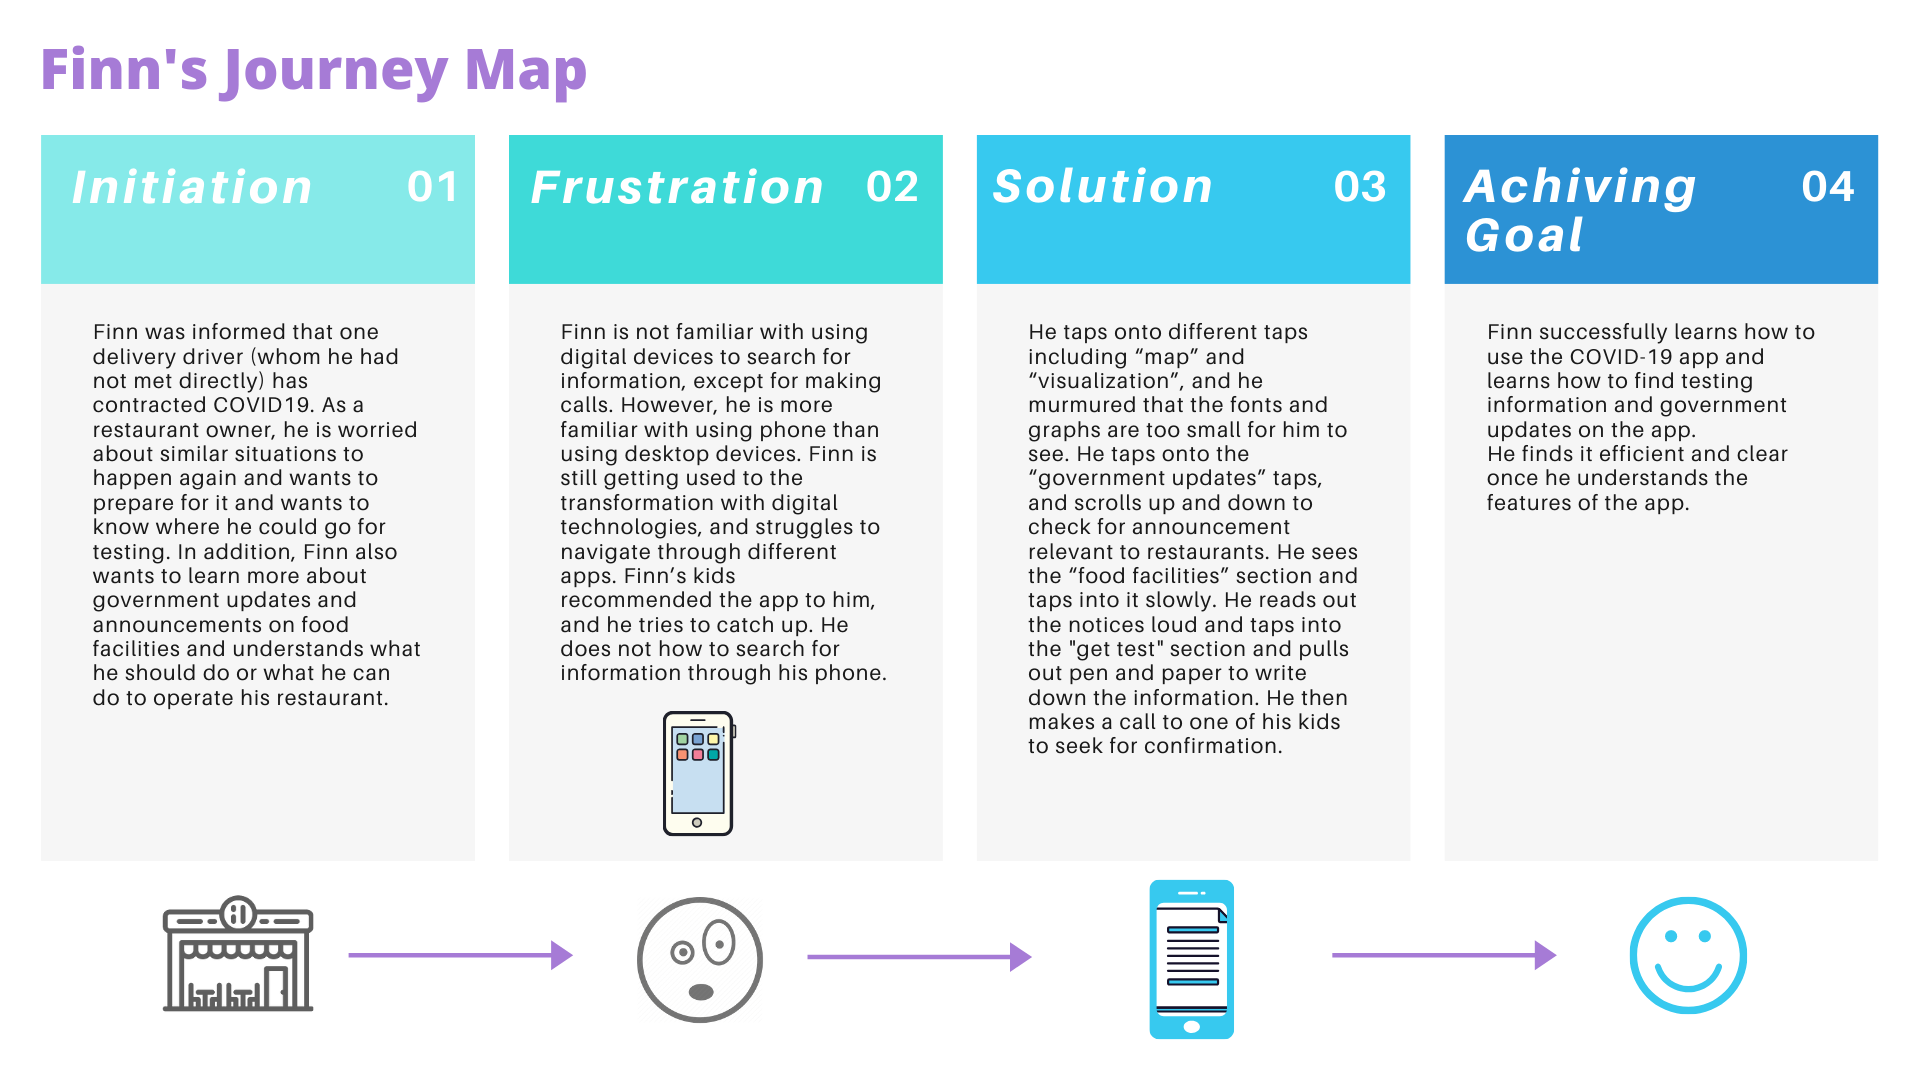 Finn's Journey Map
Initiation 01
Finn was informed that one
delivery driver (whom he had
not met directly) has
contracted COVID19. As a
restaurant owner, he is worried
about similar situations to
happen again and wants to
prepare for it and wants to
know where he could go for
testing. In addition, Finn also
wants to learn more about
government updates and
announcements on food
facilities and understands what
he should do or what he can
do to operate his restaurant.
Frustration 02
Finn is not familiar with using
digital devices to search for
information, except for making
calls. However, he is more
familiar with using phone than
using desktop devices. Finn is
still getting used to the
transformation with digital
technologies, and struggles to
navigate through different
apps. Finn’s kids
recommended the app to him,
and he tries to catch up. He
does not how to search for
information through his phone.
Solution 03
He taps onto different taps
including “map” and
“visualization”, and he
murmured that the fonts and
graphs are too small for him to
see. He taps onto the
“government updates” taps,
and scrolls up and down to
check for announcement
relevant to restaurants. He sees
the “food facilities” section and
taps into it slowly. He reads out
the notices loud and taps into
the "get test" section and pulls
out pen and paper to write
down the information. He then
makes a call to one of his kids
to seek for confirmation.
Achiving 04
Goal
Finn successfully learns how to
use the COVID-19 app and
learns how to find testing
information and government
updates on the app.
He finds it efficient and clear
once he understands the
features of the app.